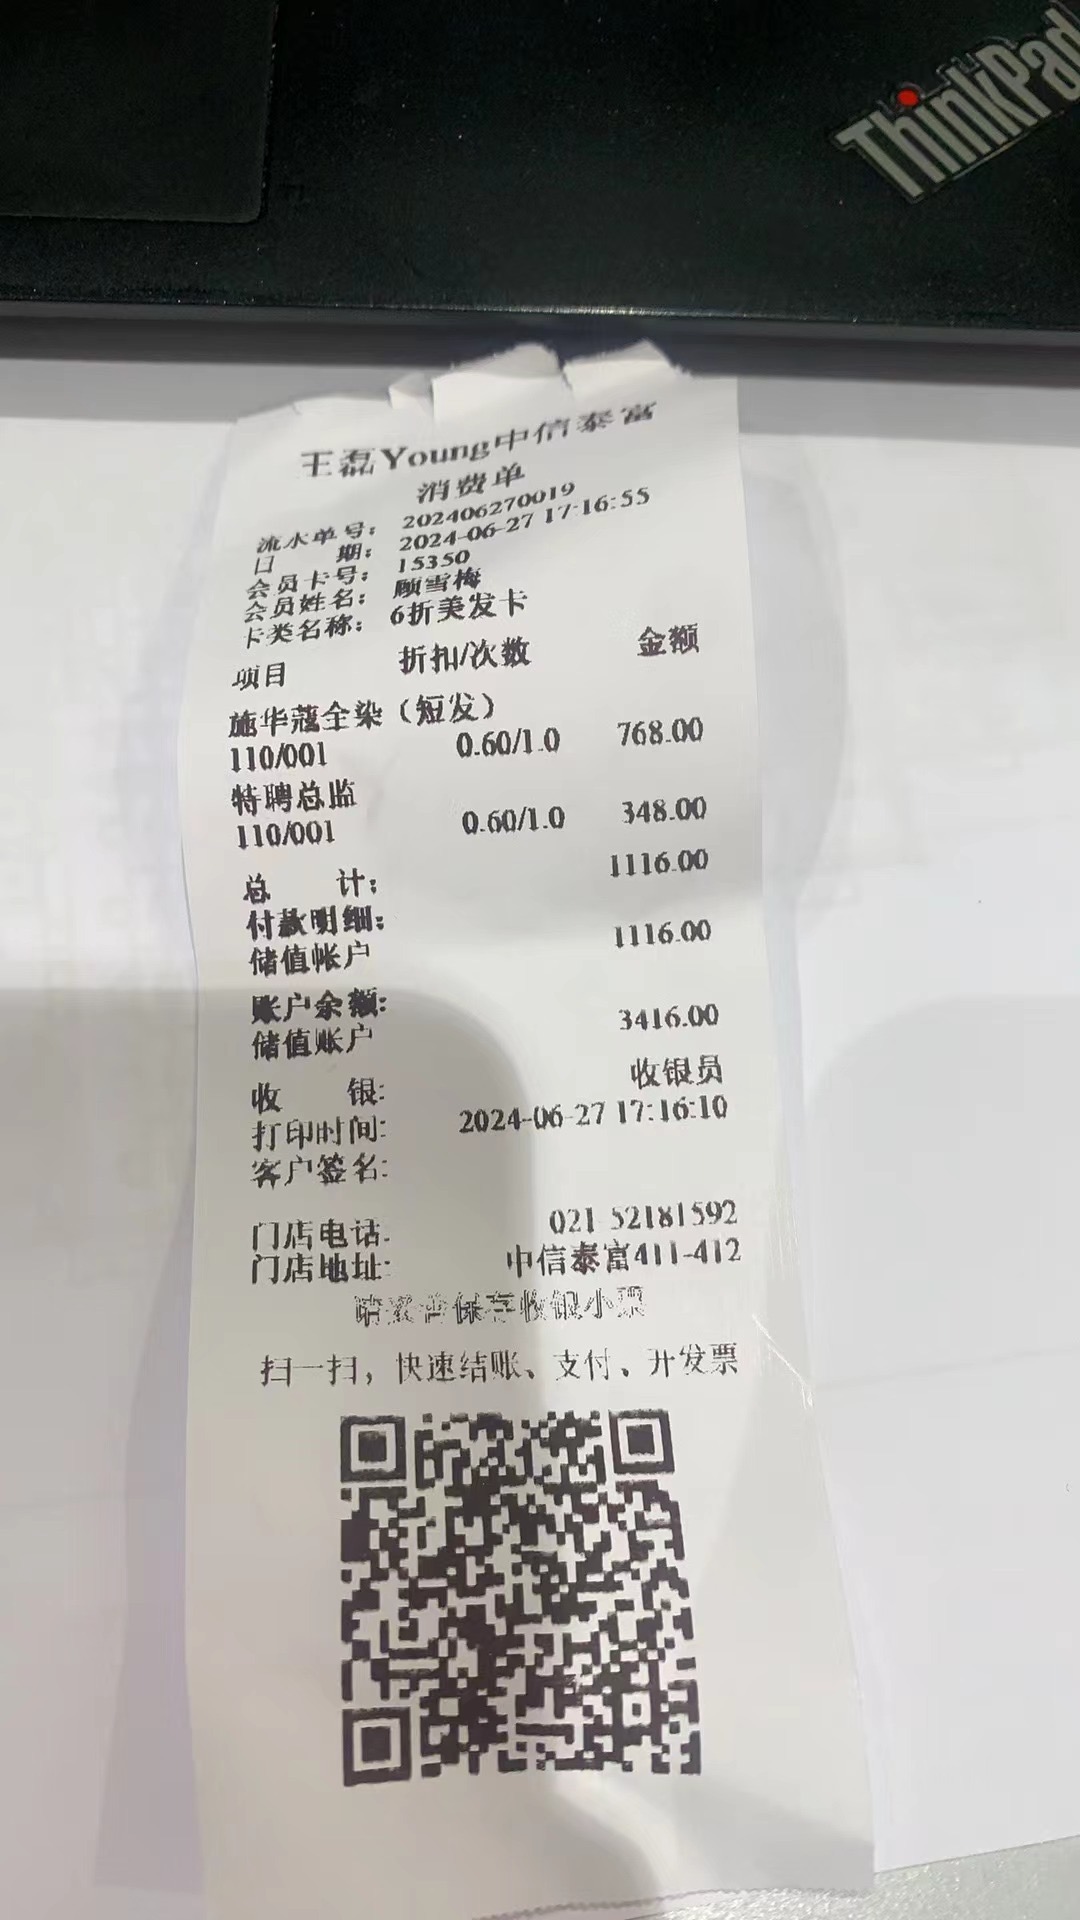 ThinkPad
王磊Young中信泰富
消费单
流水单号: 202406270019
日 期: 2024-06-27 17:16:55
会员卡号: 15350
会员姓名: 顾雪梅
卡类名称: 6折美发卡
项目 折扣/次数 金额
施华蔻全染（短发）
110/001 0.60/1.0 768.00
特聘总监
110/001 0.60/1.0 348.00
总 计: 1116.00
付款明细:
储值帐户 1116.00
账户余额:
储值账户 3416.00
收 银: 收银员
打印时间: 2024-06-27 17:16:10
客户签名:
门店电话: 021 52181592
门店地址: 中信泰富411-412
保存收银小票
扫一扫，快速结账、支付、开发票